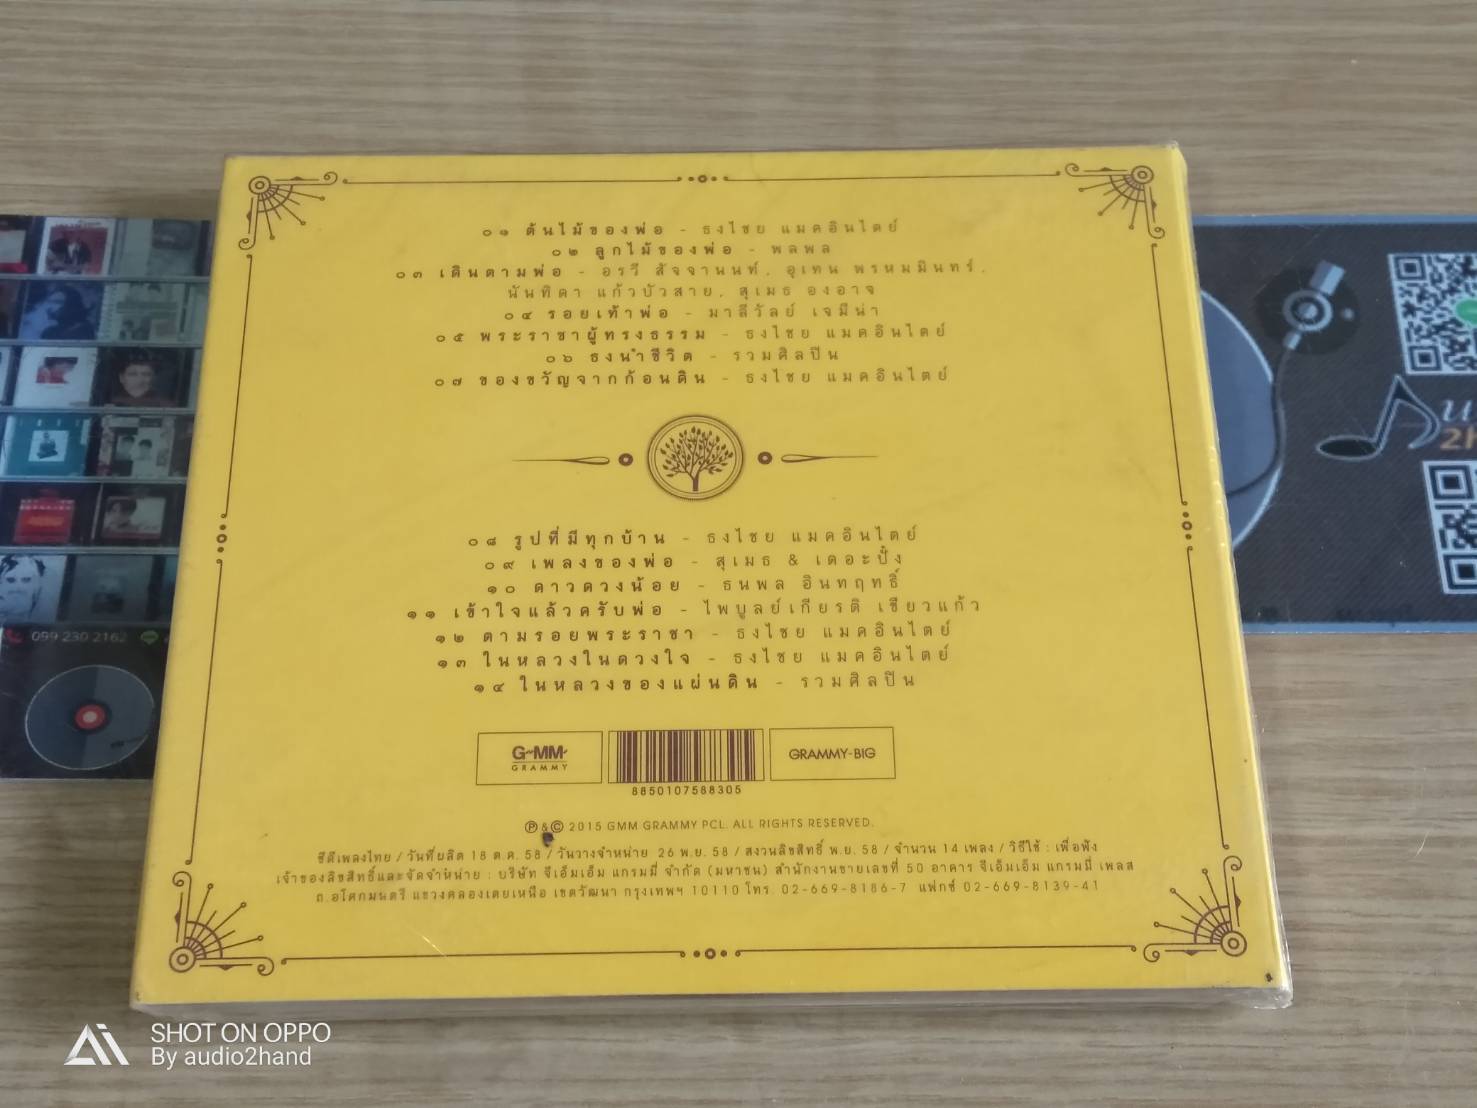 ๐๑ ต้นไม้ของพ่อ - ธงไชย แมคอินไตย์
๐๒ ลูกไม้ของพ่อ - พลพล
๐๓ เดินตามพ่อ - อรวี สัจจานนท์, อุเทน พรหมมินทร์,
นันทิดา แก้วบัวสาย, สุเมธ องอาจ
๐๔ รอยเท้าพ่อ - มาลีวัลย์ เจมีน่า
๐๕ พระราชาผู้ทรงธรรม - ธงไชย แมคอินไตย์
๐๖ ธงนำชีวิต - รวมศิลปิน
๐๗ ของขวัญจากก้อนดิน - ธงไชย แมคอินไตย์
๐๘ รูปที่มีทุกบ้าน - ธงไชย แมคอินไตย์
๐๙ เพลงของพ่อ - สุเมธ & เดอะปั๋ง
๑๐ ดาวดวงน้อย - ธนพล อินทฤทธิ์
๑๑ เข้าใจแล้วครับพ่อ - ไพบูลย์เกียรติ เขียวแก้ว
๑๒ ตามรอยพระราชา - ธงไชย แมคอินไตย์
๑๓ ในหลวงในดวงใจ - ธงไชย แมคอินไตย์
๑๔ ในหลวงของแผ่นดิน - รวมศิลปิน
G-MM
GRAMMY
GRAMMY-BIG
8850107588305
Ⓟ & © 2015 GMM GRAMMY PCL. ALL RIGHTS RESERVED.
ซีดีเพลงไทย / วันที่ผลิต 18 ต.ค. 58 / วันวางจำหน่าย 26 พ.ย. 58 / สงวนลิขสิทธิ์ พ.ย. 58 / จำนวน 14 เพลง / วิธีใช้ : เพื่อฟัง
เจ้าของลิขสิทธิ์และจัดจำหน่าย : บริษัท จีเอ็มเอ็ม แกรมมี่ จำกัด (มหาชน) สำนักงานขายเลขที่ 50 อาคาร จีเอ็มเอ็ม แกรมมี่ เพลส
ถ.อโศกมนตรี แขวงคลองเตยเหนือ เขตวัฒนา กรุงเทพฯ 10110 โทร. 02-669-8186-7 แฟกซ์ 02-669-8139-41
099 230 2162
SHOT ON OPPO
By audio2hand